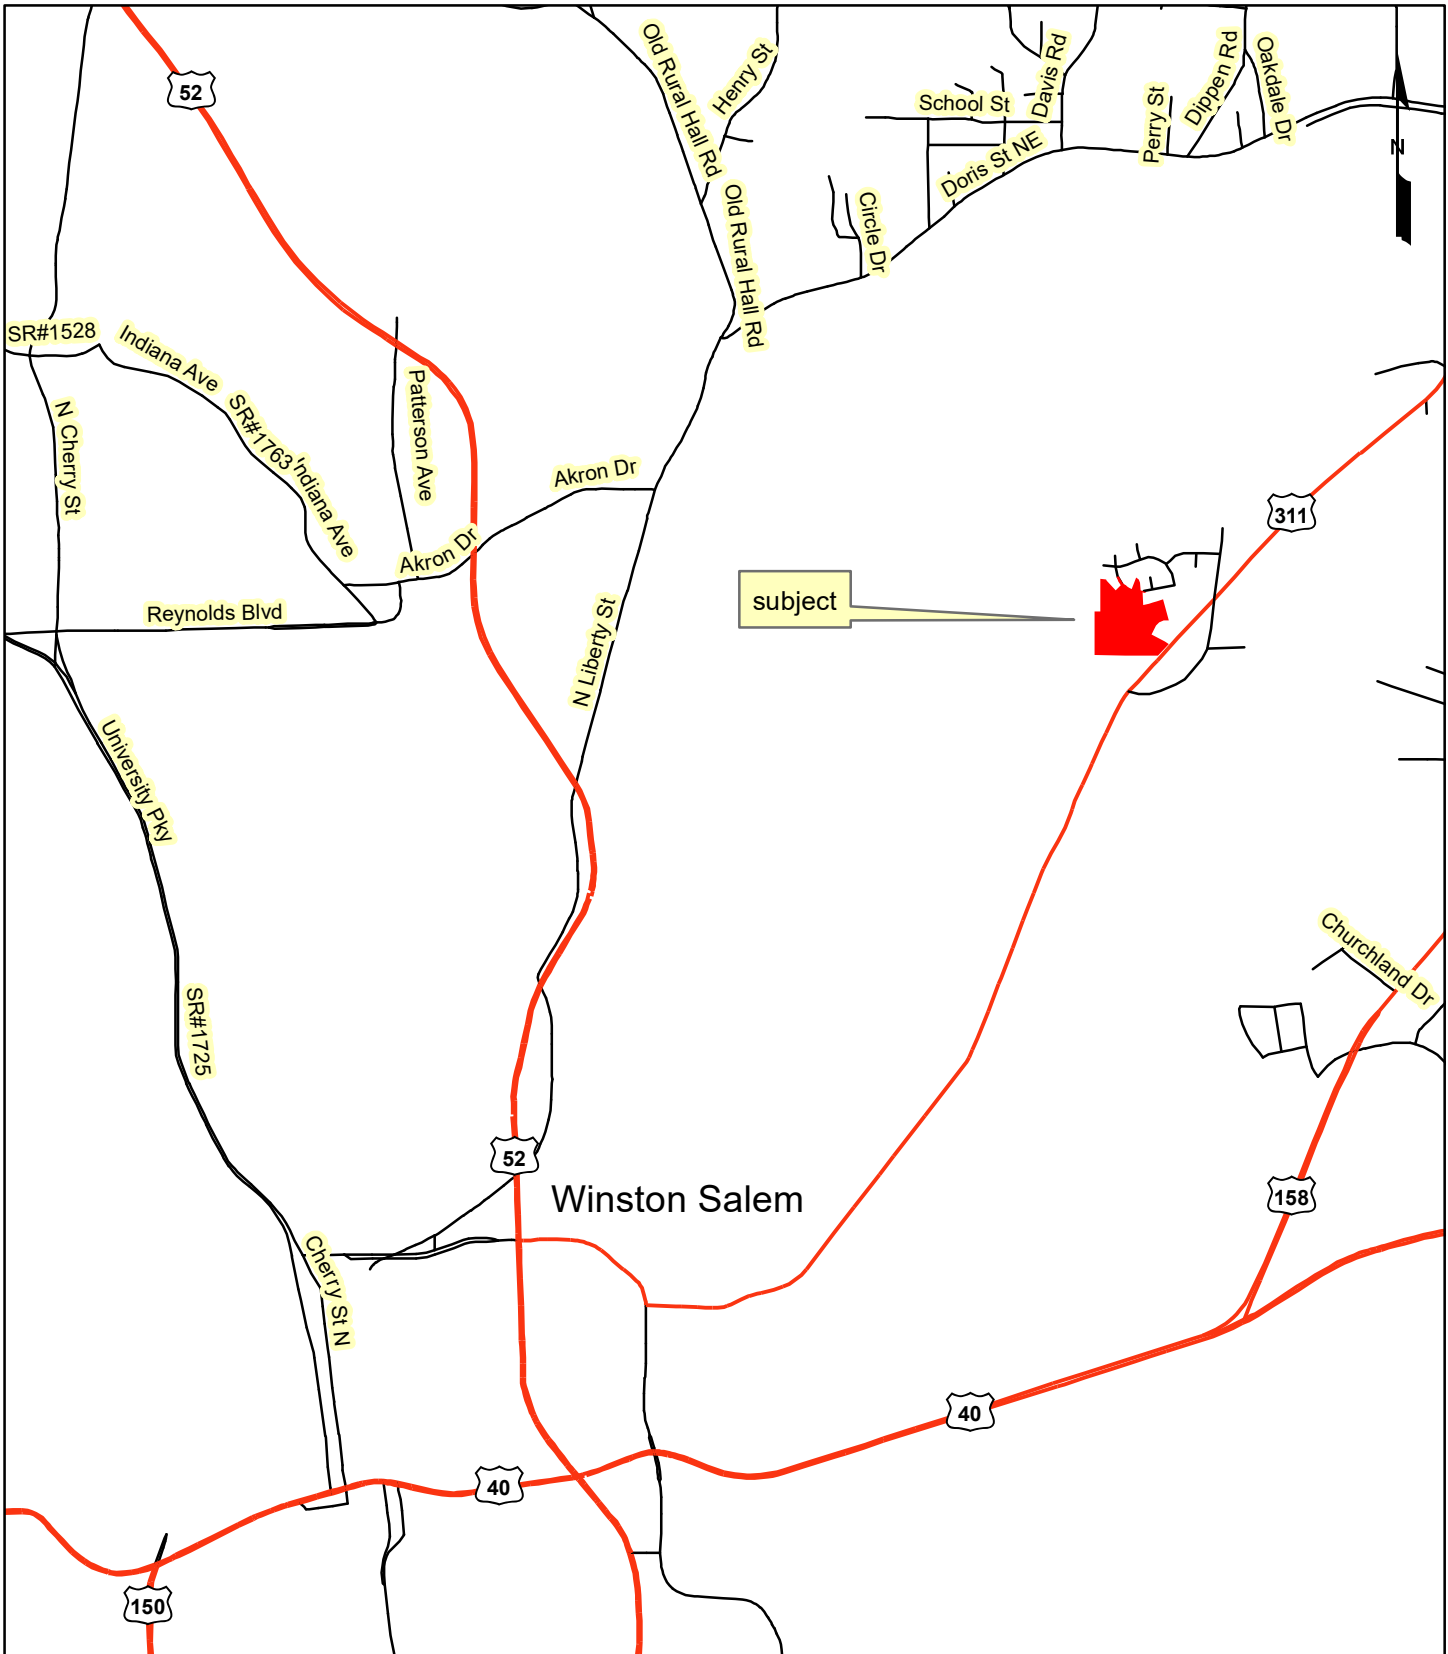 52
Old Rural Hall Rd
Henry St
School St
Davis Rd
Perry St
Dippen Rd
Oakdale Dr
N
Doris St NE
Circle Dr
Old Rural Hall Rd
SR#1528
Indiana Ave
N Cherry St
SR#1763
Indiana Ave
Patterson Ave
Akron Dr
Akron Dr
311
Reynolds Blvd
subject
N Liberty St
University Pky
Churchland Dr
SR#1725
52
Winston Salem
158
Cherry St N
40
40
150